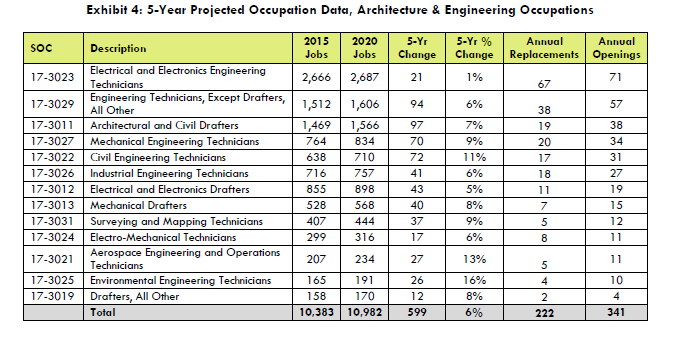 Exhibit 4: 5-Year Projected Occupation Data, Architecture & Engineering Occupations
SOC Description 2015 Jobs 2020 Jobs 5-Yr Change 5-Yr % Change Annual Replacements Annual Openings
17-3023 Electrical and Electronics Engineering Technicians 2,666 2,687 21 1% 67 71
17-3029 Engineering Technicians, Except Drafters, All Other 1,512 1,606 94 6% 38 57
17-3011 Architectural and Civil Drafters 1,469 1,566 97 7% 19 38
17-3027 Mechanical Engineering Technicians 764 834 70 9% 20 34
17-3022 Civil Engineering Technicians 638 710 72 11% 17 31
17-3026 Industrial Engineering Technicians 716 757 41 6% 18 27
17-3012 Electrical and Electronics Drafters 855 898 43 5% 11 19
17-3013 Mechanical Drafters 528 568 40 8% 7 15
17-3031 Surveying and Mapping Technicians 407 444 37 9% 5 12
17-3024 Electro-Mechanical Technicians 299 316 17 6% 8 11
17-3021 Aerospace Engineering and Operations Technicians 207 234 27 13% 5 11
17-3025 Environmental Engineering Technicians 165 191 26 16% 4 10
17-3019 Drafters, All Other 158 170 12 8% 2 4
Total 10,383 10,982 599 6% 222 341